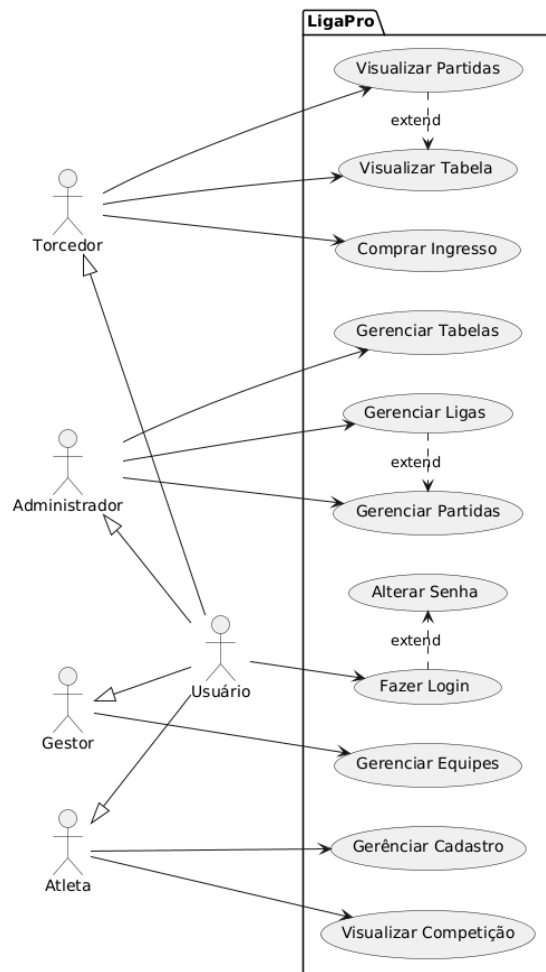 LigaPro
Visualizar Partidas
extend
Visualizar Tabela
Torcedor
Comprar Ingresso
Gerenciar Tabelas
Gerenciar Ligas
extend
Administrador
Gerenciar Partidas
Alterar Senha
extend
Usuário
Fazer Login
Gestor
Gerenciar Equipes
Gerênciar Cadastro
Atleta
Visualizar Competição